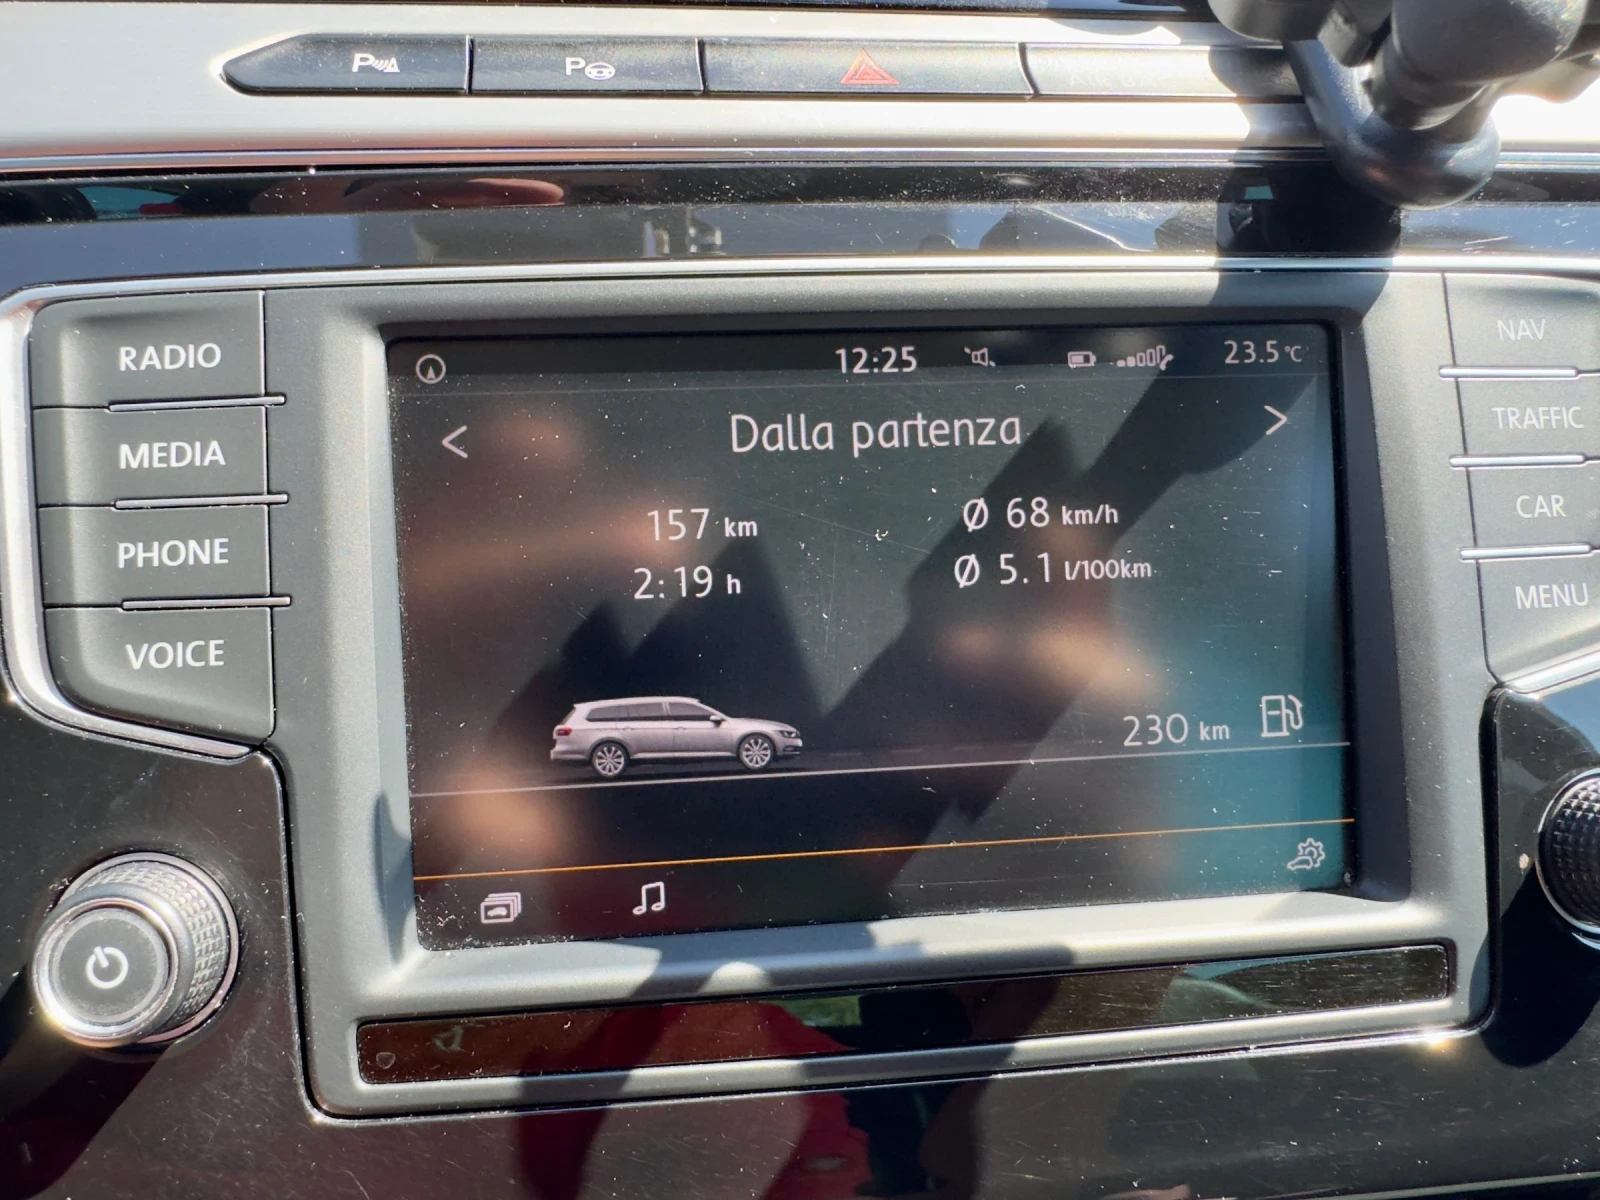 P
P
RADIO
MEDIA
PHONE
VOICE
12:25
23.5 °C
<
Dalla partenza
>
157 km
Ø 68 km/h
2:19 h
Ø 5.1 l/100km
230 km
NAV
TRAFFIC
CAR
MENU